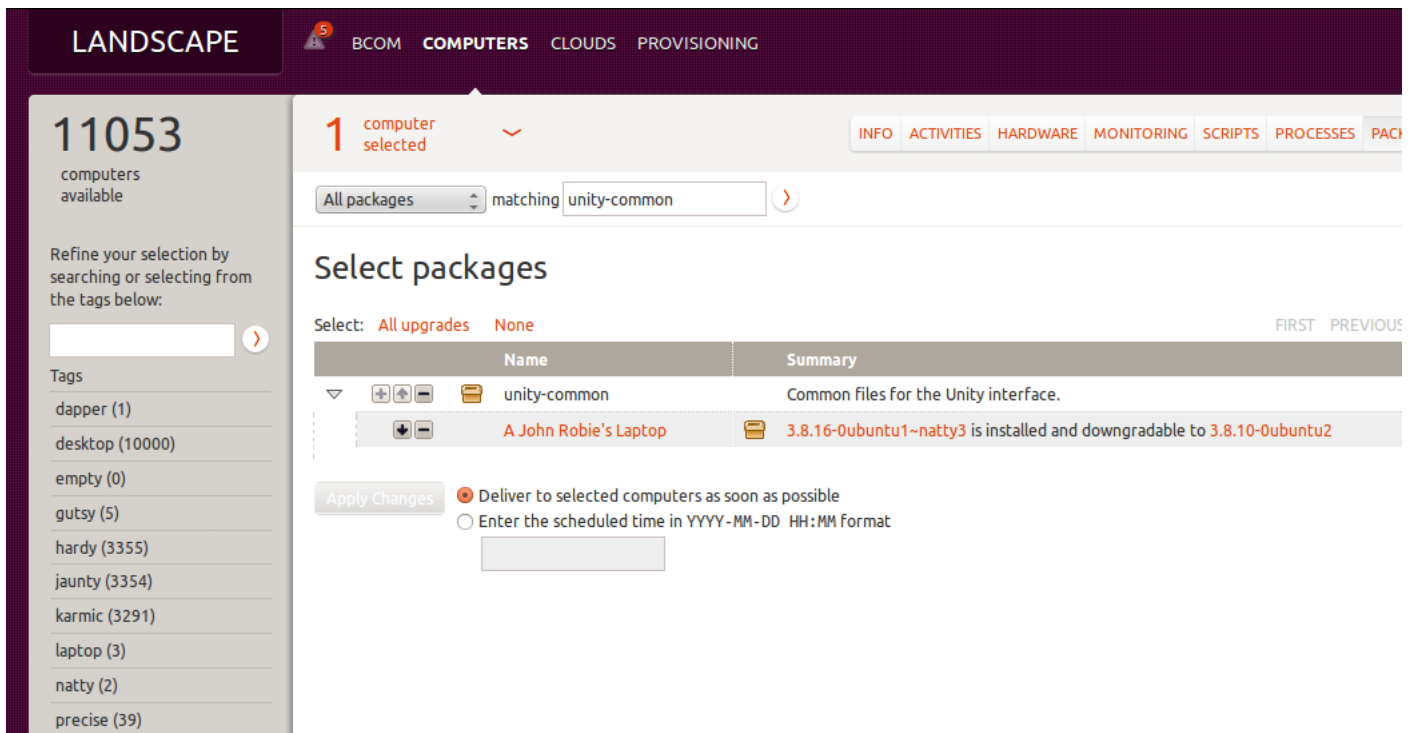 LANDSCAPE
5
BCOM COMPUTERS CLOUDS PROVISIONING
11053
computers
available
Refine your selection by
searching or selecting from
the tags below:
Tags
dapper (1)
desktop (10000)
empty (0)
gutsy (5)
hardy (3355)
jaunty (3354)
karmic (3291)
laptop (3)
natty (2)
precise (39)
1 computer
selected
INFO ACTIVITIES HARDWARE MONITORING SCRIPTS PROCESSES PACK
All packages matching unity-common
Select packages
Select: All upgrades None FIRST PREVIOUS
Name Summary
unity-common Common files for the Unity interface.
A John Robie's Laptop 3.8.16-0ubuntu1~natty3 is installed and downgradable to 3.8.10-0ubuntu2
Apply Changes
Deliver to selected computers as soon as possible
Enter the scheduled time in YYYY-MM-DD HH:MM format